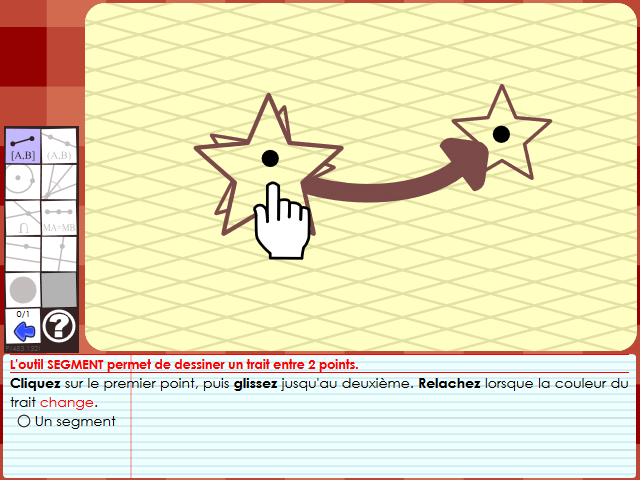 [A,B]
(A,B)
MA=MB
0/1
L'outil SEGMENT permet de dessiner un trait entre 2 points.
Cliquez sur le premier point, puis glissez jusqu'au deuxième. Relachez lorsque la couleur du
trait change.
Un segment